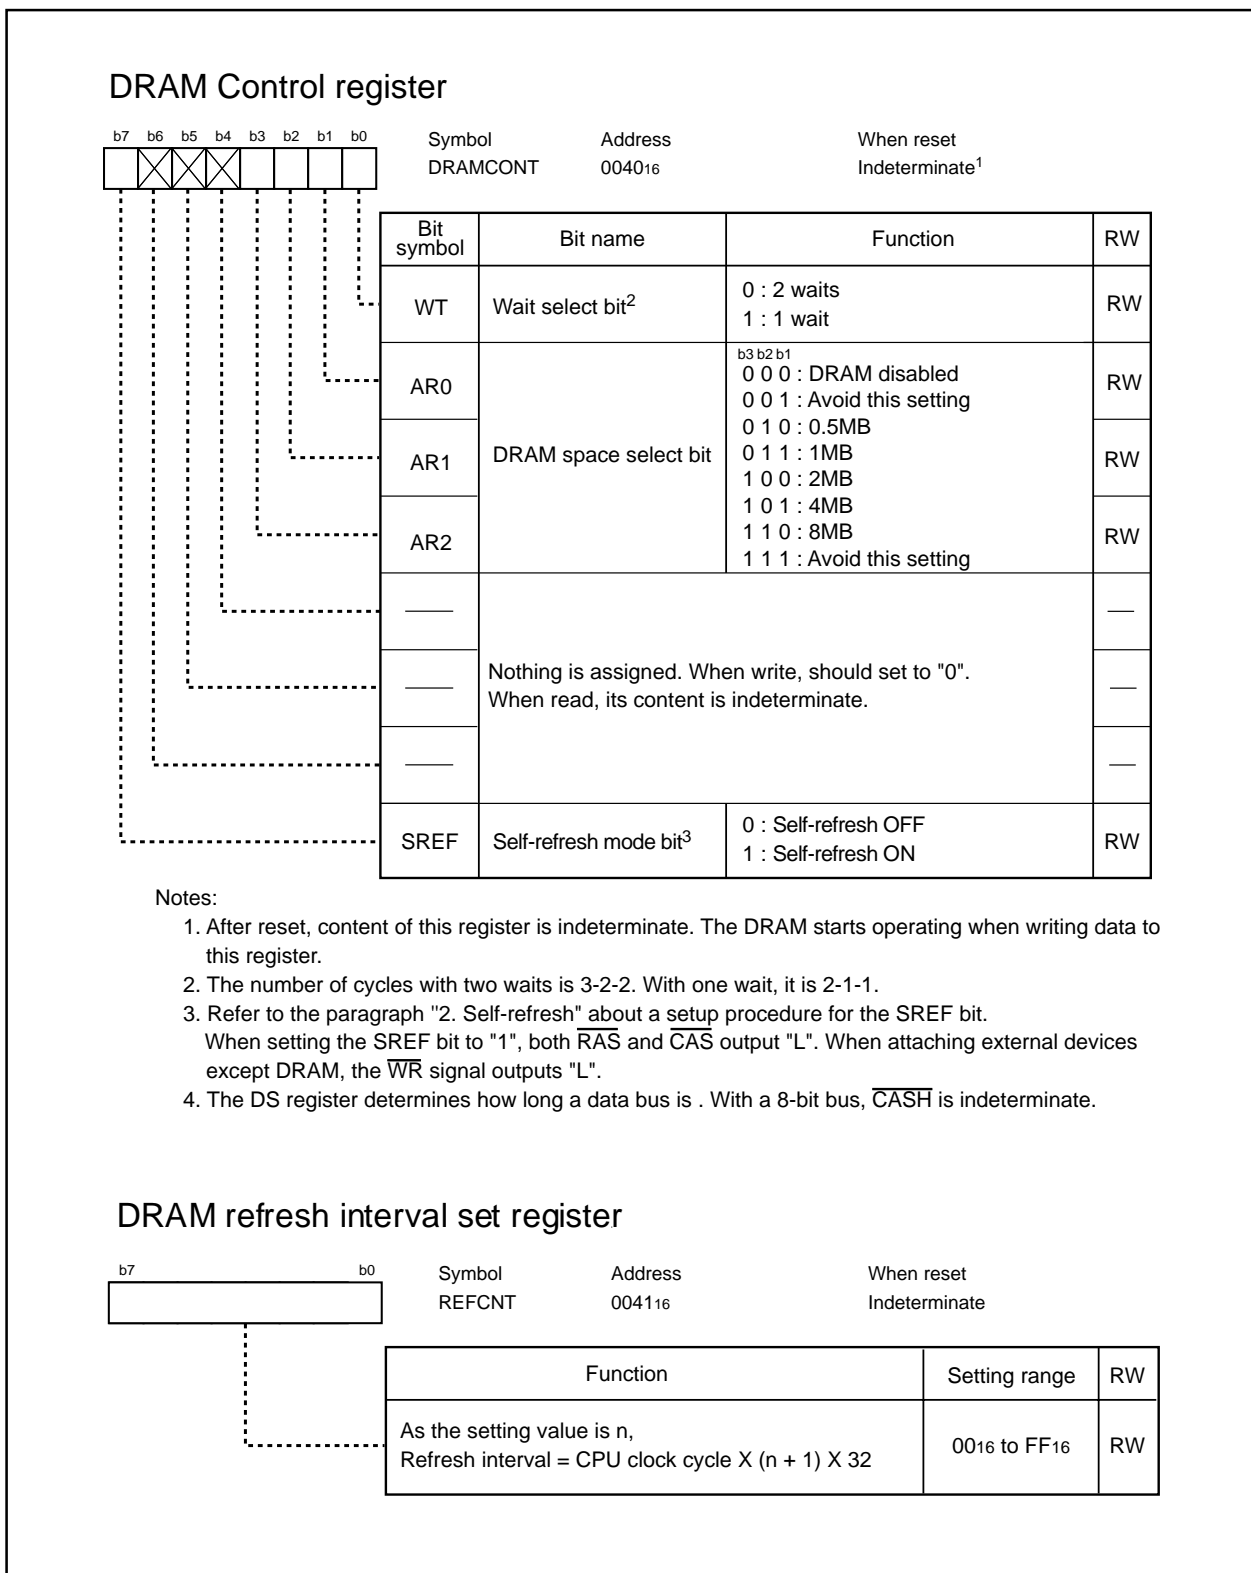 DRAM Control register
b7 b6 b5 b4 b3 b2 b1 b0
Symbol Address When reset
DRAMCONT 004016 Indeterminate1
Bit symbol Bit name Function RW
WT Wait select bit2 0 : 2 waits RW
1 : 1 wait
b3 b2 b1
AR0 0 0 0 : DRAM disabled RW
0 0 1 : Avoid this setting
0 1 0 : 0.5MB
AR1 DRAM space select bit 0 1 1 : 1MB RW
1 0 0 : 2MB
1 0 1 : 4MB
AR2 1 1 0 : 8MB RW
1 1 1 : Avoid this setting
Nothing is assigned. When write, should set to "0".
When read, its content is indeterminate.
SREF Self-refresh mode bit3 0 : Self-refresh OFF RW
1 : Self-refresh ON
Notes:
1. After reset, content of this register is indeterminate. The DRAM starts operating when writing data to
this register.
2. The number of cycles with two waits is 3-2-2. With one wait, it is 2-1-1.
3. Refer to the paragraph "2. Self-refresh" about a setup procedure for the SREF bit.
When setting the SREF bit to "1", both RAS and CAS output "L". When attaching external devices
except DRAM, the WR signal outputs "L".
4. The DS register determines how long a data bus is . With a 8-bit bus, CASH is indeterminate.
DRAM refresh interval set register
b7 b0
Symbol Address When reset
REFCNT 004116 Indeterminate
Function Setting range RW
As the setting value is n,
Refresh interval = CPU clock cycle X (n + 1) X 32 0016 to FF16 RW